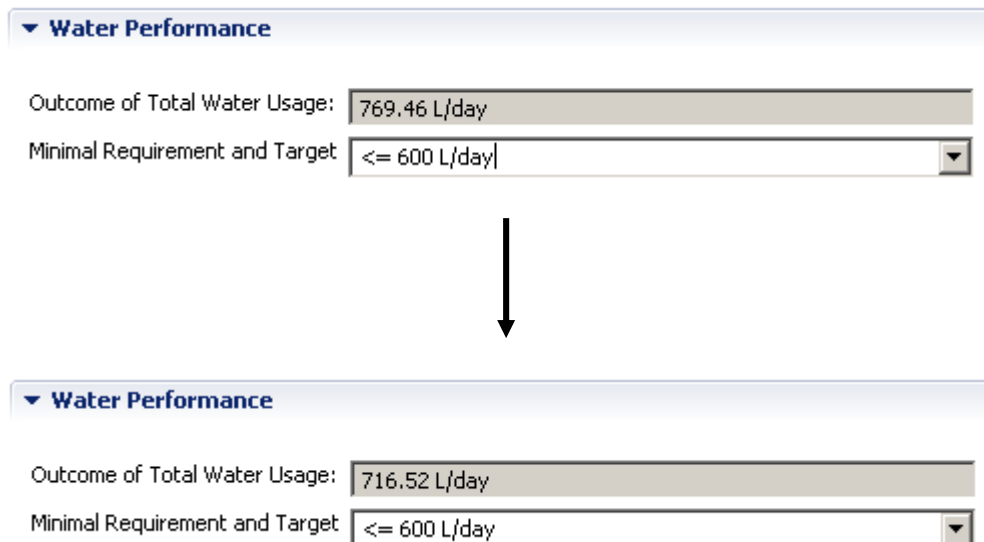 Water Performance
Outcome of Total Water Usage: 769.46 L/day
Minimal Requirement and Target <= 600 L/day
Water Performance
Outcome of Total Water Usage: 716.52 L/day
Minimal Requirement and Target <= 600 L/day